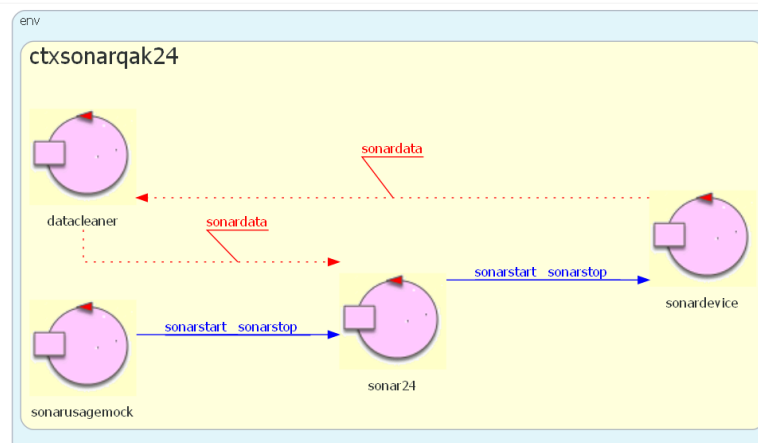 env
ctxsonarqak24
sonardata
datacleaner
sonardata
sonarstart sonarstop
sonardevice
sonarstart sonarstop
sonar24
sonarusagemock